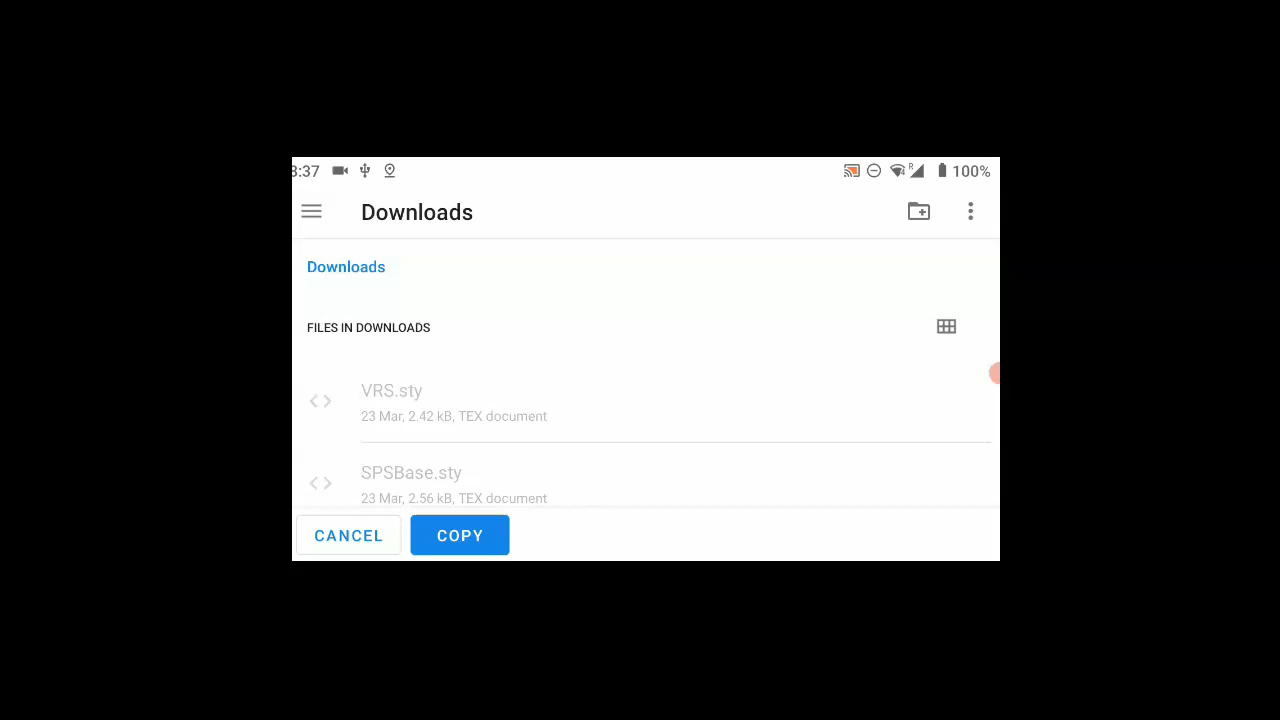 3:37 100%
Downloads
Downloads
FILES IN DOWNLOADS
VRS.sty
23 Mar, 2.42 kB, TEX document
SPSBase.sty
23 Mar, 2.56 kB, TEX document
CANCEL COPY